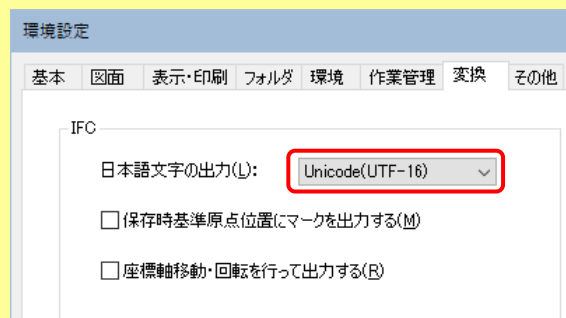 環境設定
基本 図面 表示・印刷 フォルダ 環境 作業管理 変換 その他
IFC
日本語文字の出力(L): Unicode(UTF-16)
保存時基準原点位置にマークを出力する(M)
座標軸移動・回転を行って出力する(R)